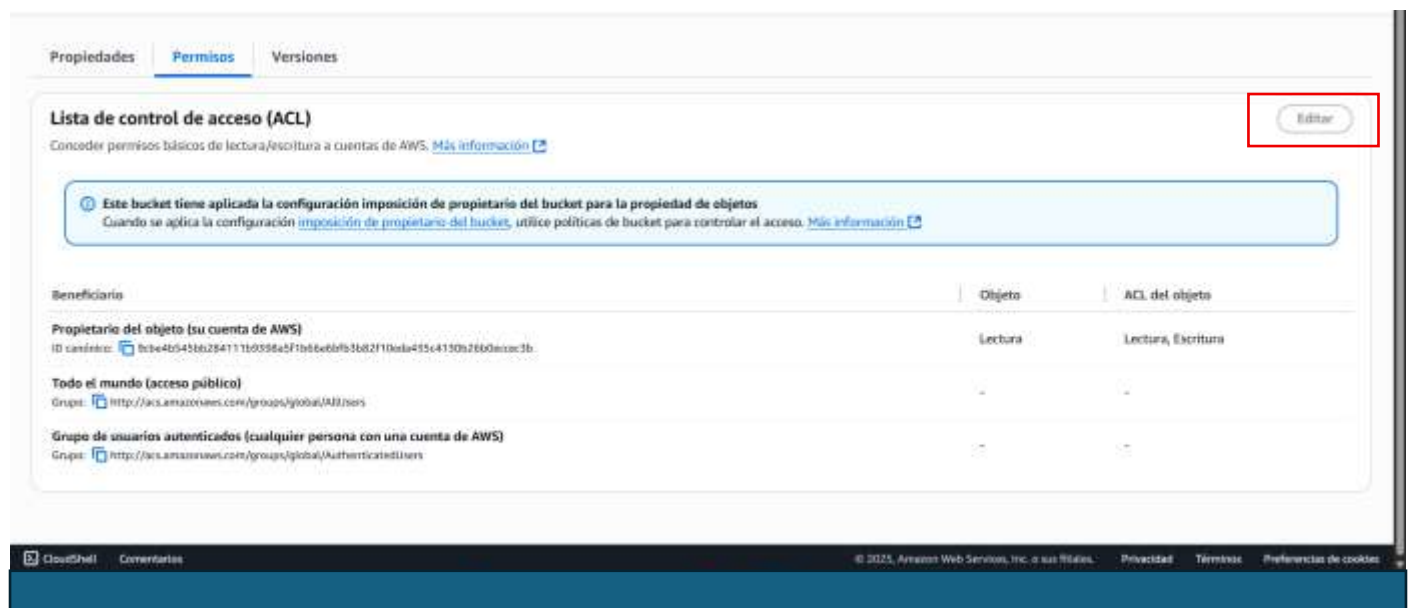 Propiedades Permisos Versiones
Lista de control de acceso (ACL)
Editar
Conceder permisos básicos de lectura/escritura a cuentas de AWS. Más información
Este bucket tiene aplicada la configuración imposición de propietario del bucket para la propiedad de objetos
Cuando se aplica la configuración imposición de propietario del bucket, utilice políticas de bucket para controlar el acceso. Más información
Beneficiario Objeto ACL del objeto
Propietario del objeto (su cuenta de AWS)
ID canónico:
Lectura Lectura, Escritura
Todo el mundo (acceso público)
Grupo: http://acs.amazonaws.com/groups/global/AllUsers
- -
Grupo de usuarios autenticados (cualquier persona con una cuenta de AWS)
Grupo: http://acs.amazonaws.com/groups/global/AuthenticatedUsers
- -
CloudShell Comentarios © 2025, Amazon Web Services, Inc. o sus filiales. Privacidad Términos Preferencias de cookies